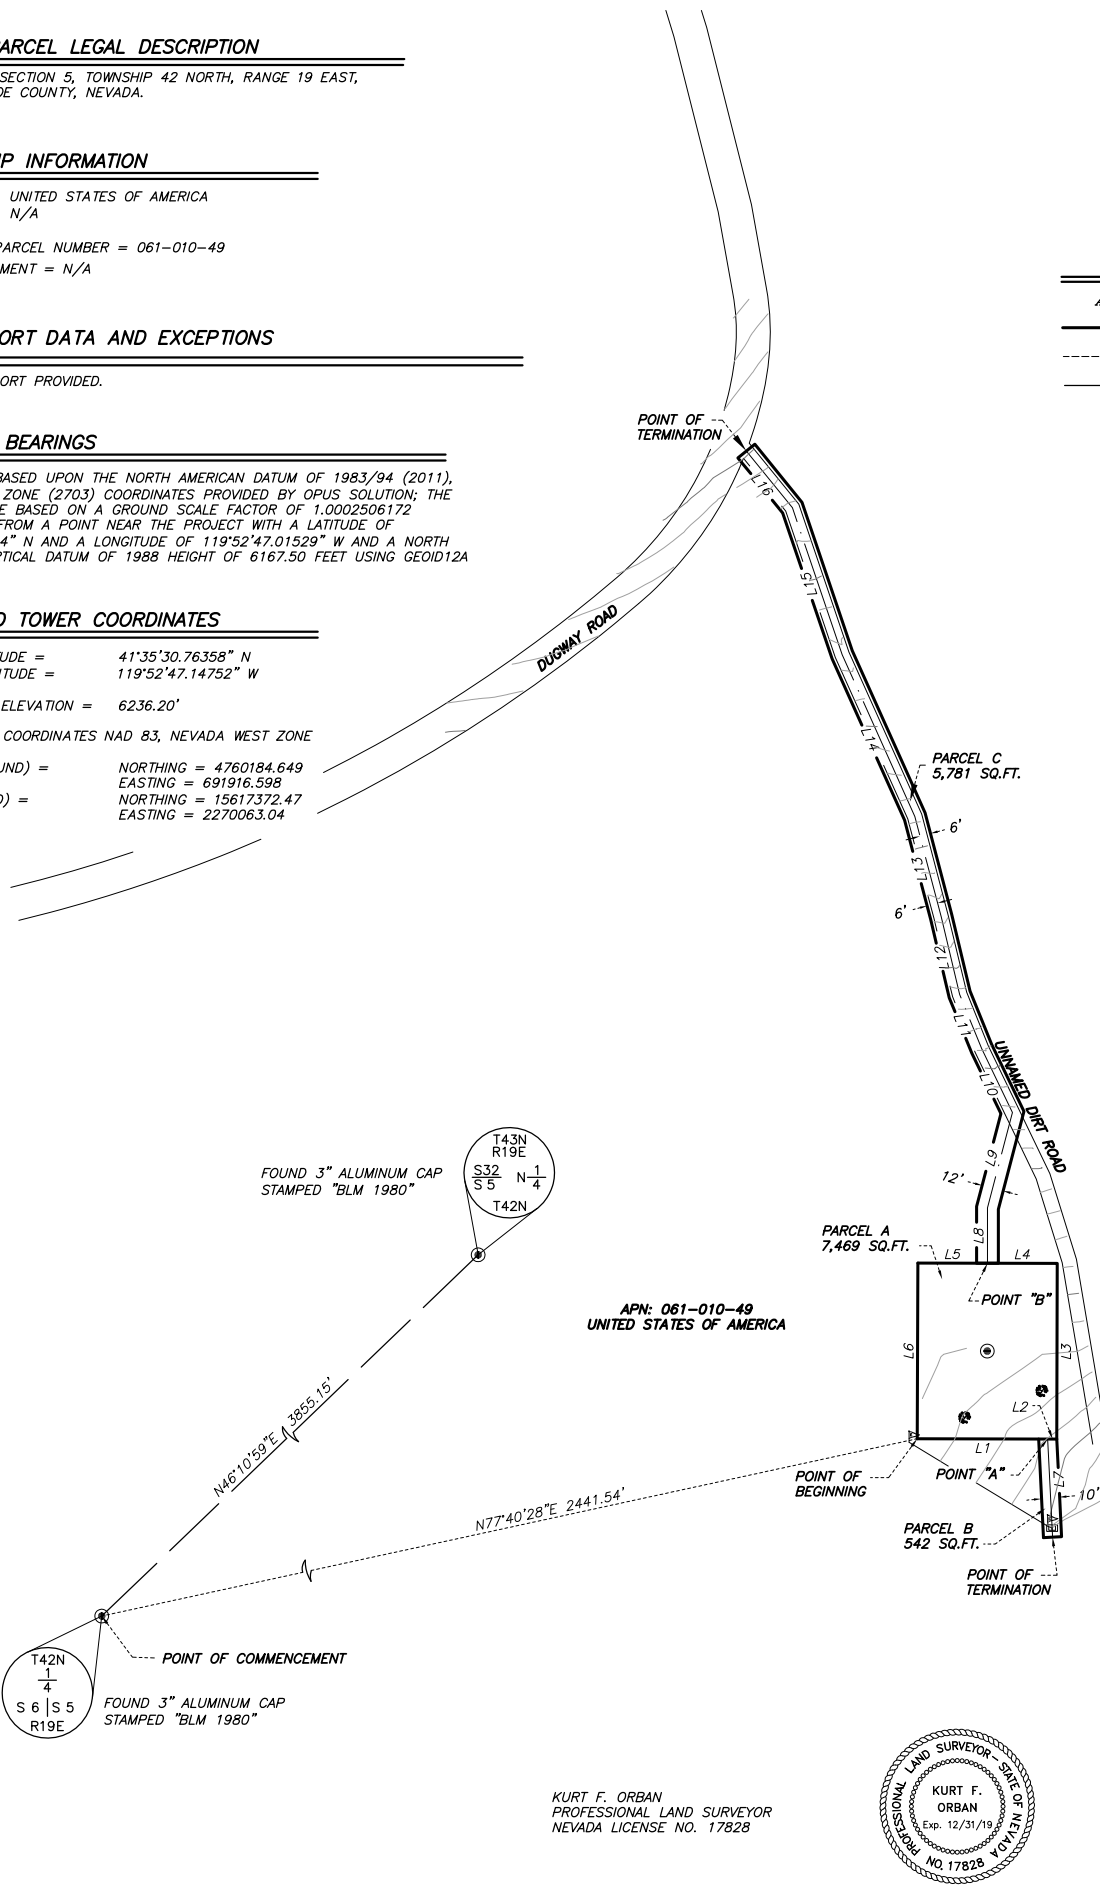 ARCEL LEGAL DESCRIPTION
SECTION 5, TOWNSHIP 42 NORTH, RANGE 19 EAST,
DE COUNTY, NEVADA.
IP INFORMATION
UNITED STATES OF AMERICA
N/A
PARCEL NUMBER = 061-010-49
MENT = N/A
ORT DATA AND EXCEPTIONS
ORT PROVIDED.
BEARINGS
BASED UPON THE NORTH AMERICAN DATUM OF 1983/94 (2011),
ZONE (2703) COORDINATES PROVIDED BY OPUS SOLUTION; THE
E BASED ON A GROUND SCALE FACTOR OF 1.0002506172
FROM A POINT NEAR THE PROJECT WITH A LATITUDE OF
4" N AND A LONGITUDE OF 119°52'47.01529" W AND A NORTH
RTICAL DATUM OF 1988 HEIGHT OF 6167.50 FEET USING GEOID12A
D TOWER COORDINATES
UDE = 41°35'30.76358" N
ITUDE = 119°52'47.14752" W
ELEVATION = 6236.20'
COORDINATES NAD 83, NEVADA WEST ZONE
UND) = NORTHING = 4760184.649
EASTING = 691916.598
D) = NORTHING = 15617372.47
EASTING = 2270063.04
POINT OF
TERMINATION
L16
L15
DUGWAY ROAD
L14
PARCEL C
5,781 SQ.FT.
6'
L13
6'
L12
L11
UNNAMED DIRT ROAD
L10
L9
12'
L8
T43N
R19E
S32
S 5
N 1/4
T42N
FOUND 3" ALUMINUM CAP
STAMPED "BLM 1980"
PARCEL A
7,469 SQ.FT.
L5
L4
POINT "B"
APN: 061-010-49
UNITED STATES OF AMERICA
L6
L3
L2
L1
POINT "A"
L7
10'
POINT OF
BEGINNING
N46°10'59"E 3855.15'
N77°40'28"E 2441.54'
PARCEL B
542 SQ.FT.
POINT OF
TERMINATION
POINT OF COMMENCEMENT
T42N
1/4
S 6 | S 5
R19E
FOUND 3" ALUMINUM CAP
STAMPED "BLM 1980"
KURT F. ORBAN
PROFESSIONAL LAND SURVEYOR
NEVADA LICENSE NO. 17828
PROFESSIONAL LAND SURVEYOR - STATE OF NEVADA
KURT F.
ORBAN
Exp. 12/31/19
NO. 17828